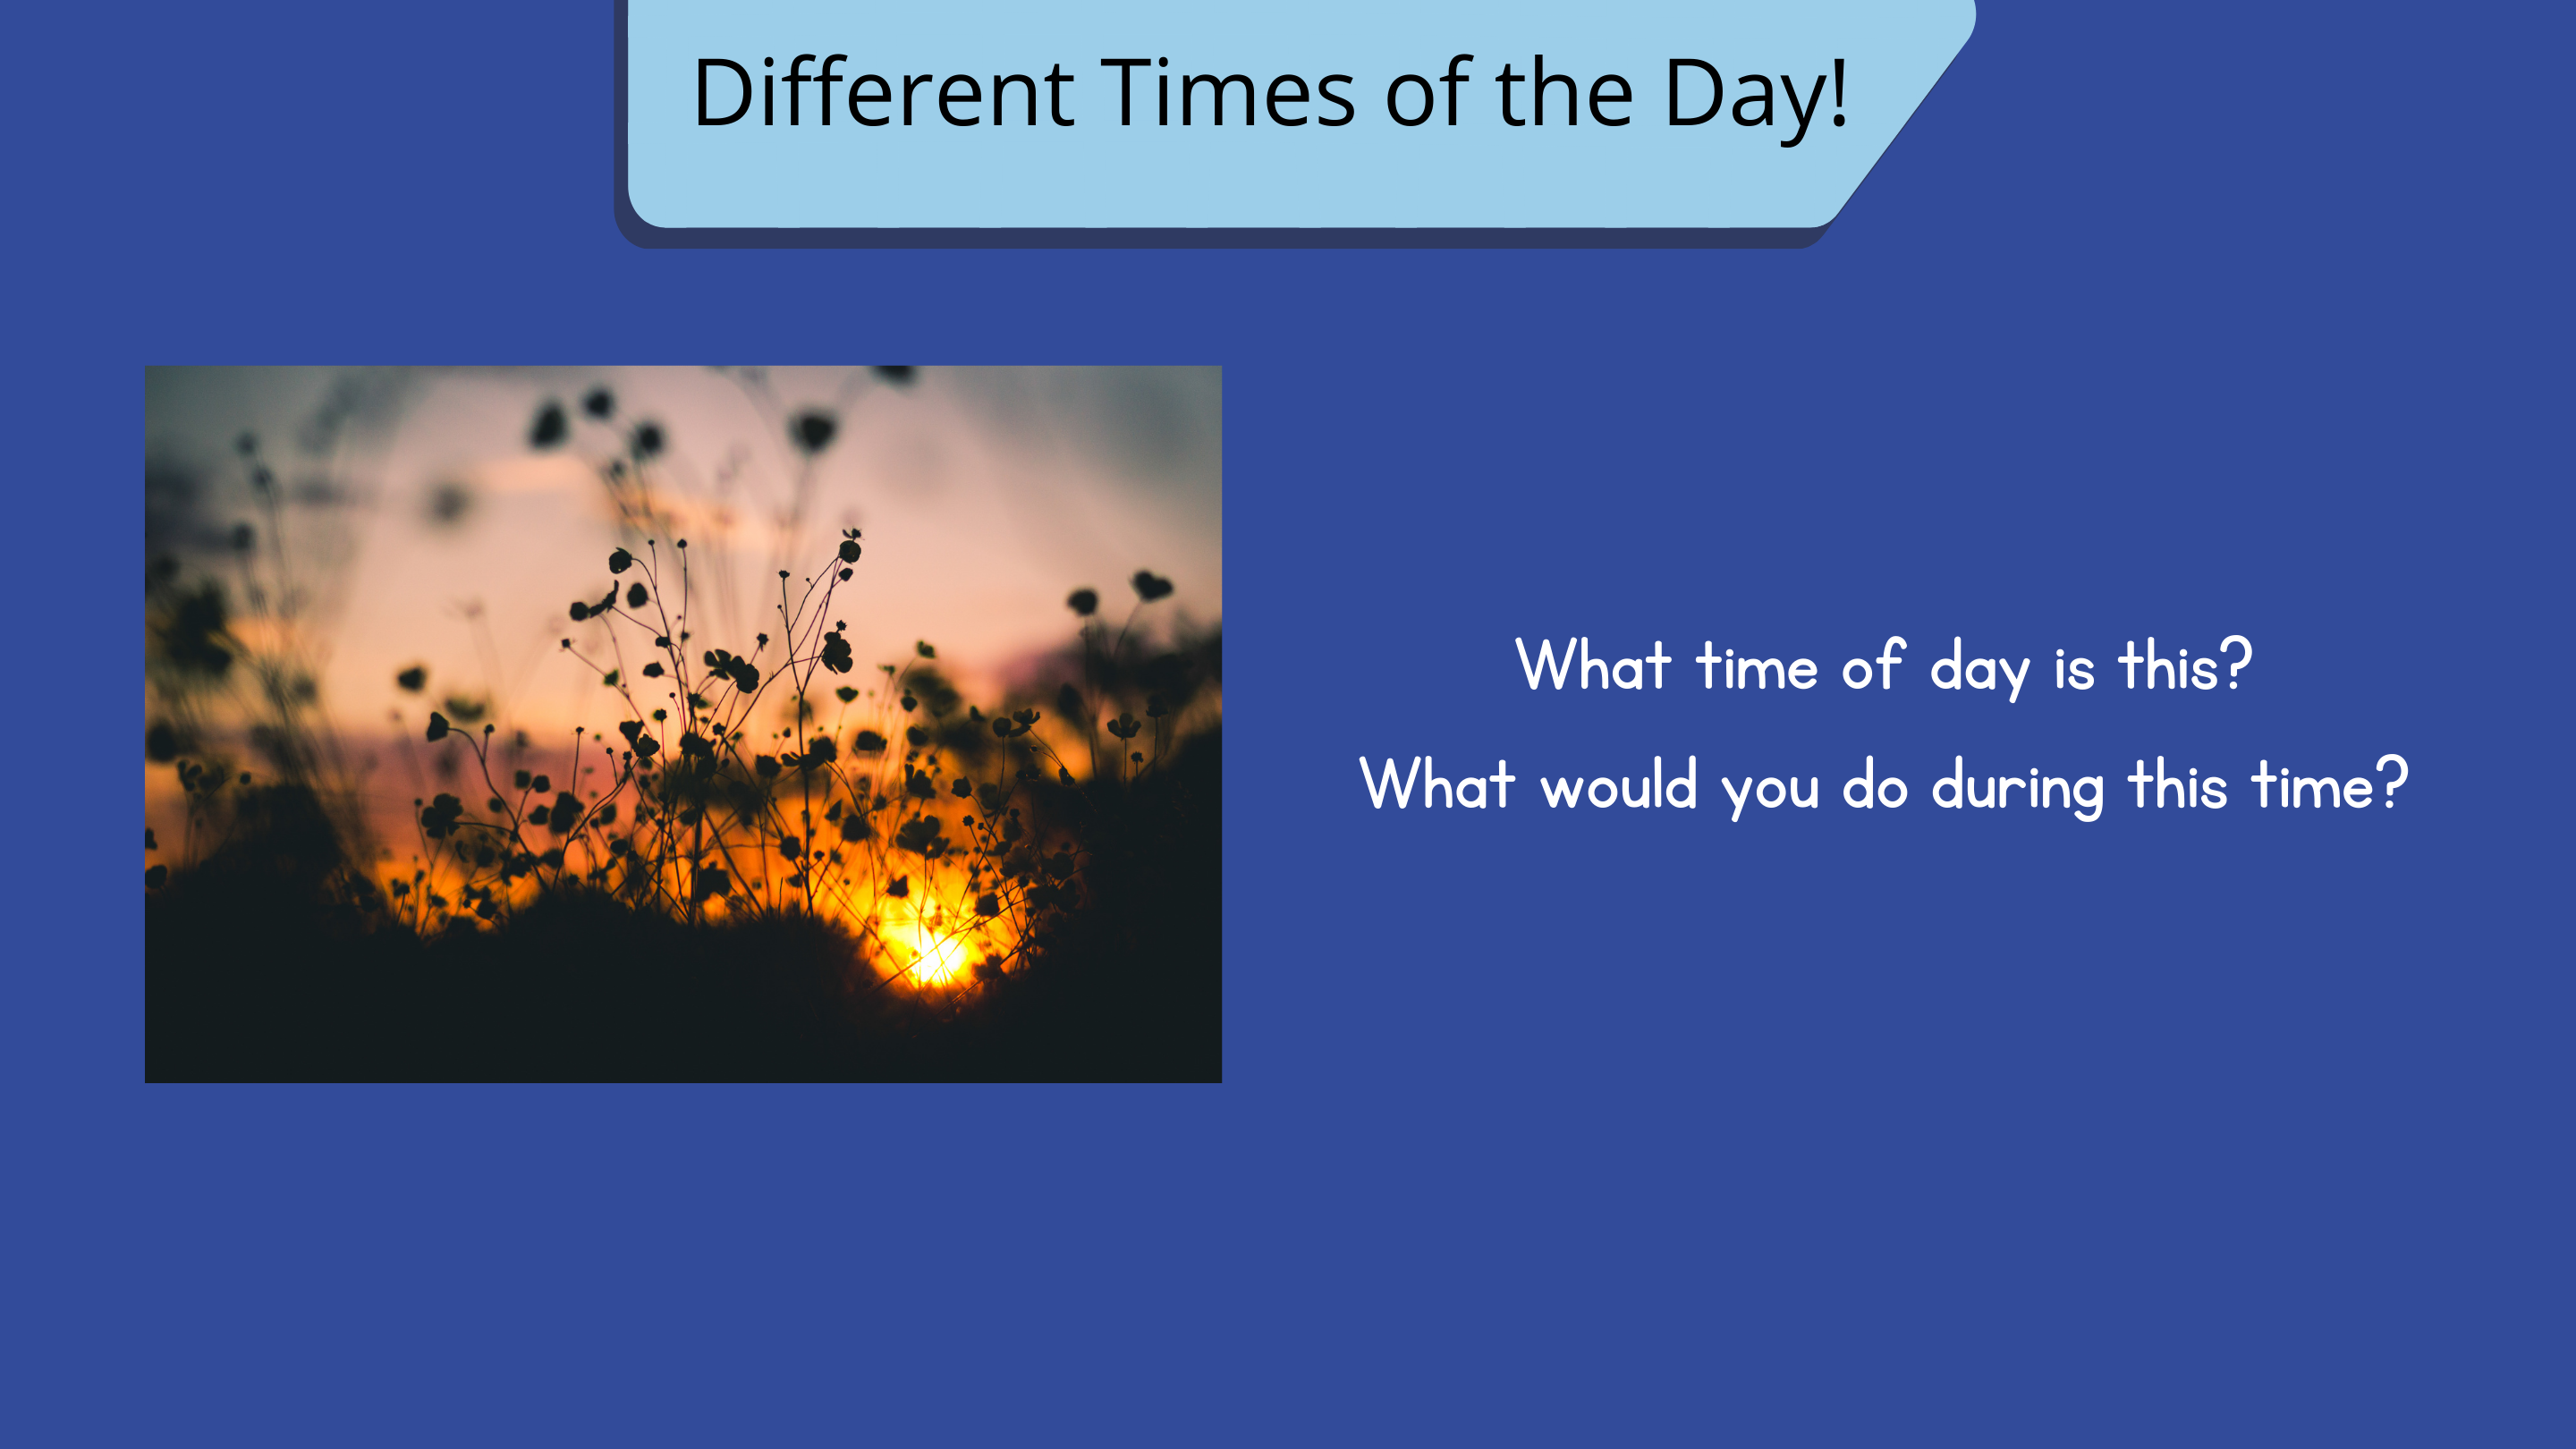 Different Times of the Day!
What time of day is this?
What would you do during this time?